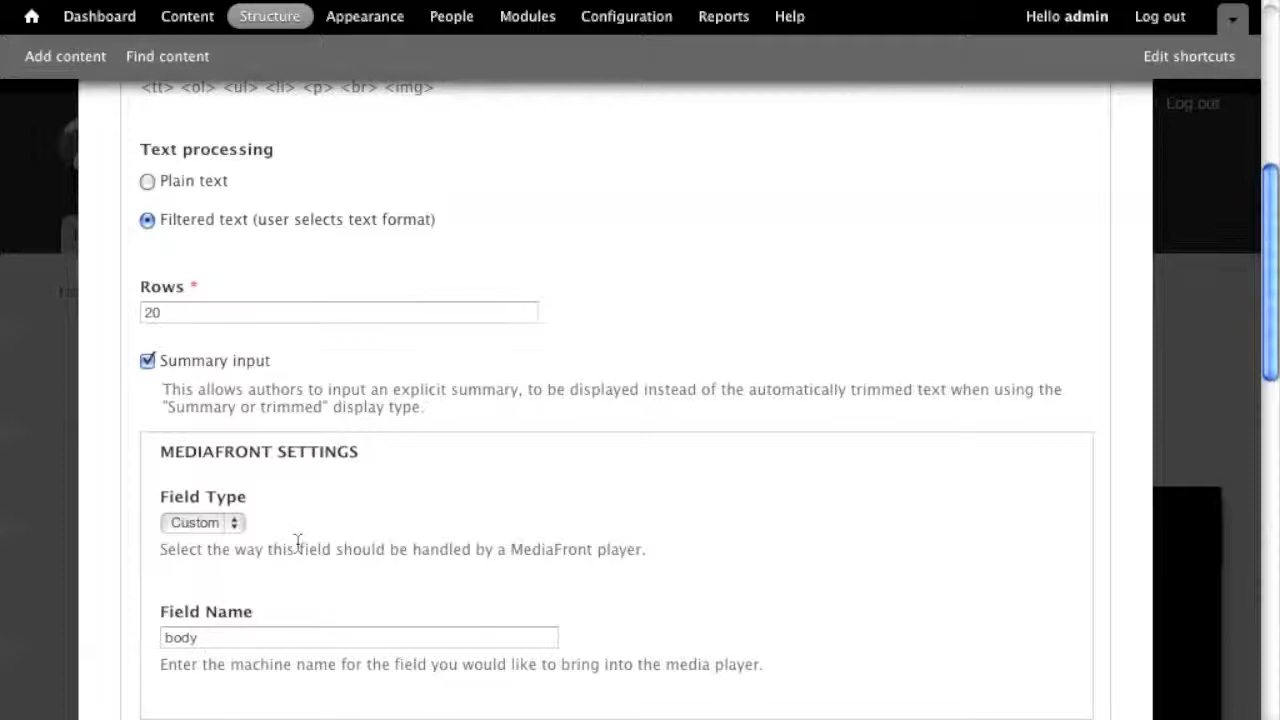 Dashboard Content Structure Appearance People Modules Configuration Reports Help Hello admin Log out
Add content Find content Edit shortcuts
<tt> <ol> <ul> <li> <p> <br> <img>
Log out
Text processing
Plain text
Filtered text (user selects text format)
Rows *
20
Summary input
This allows authors to input an explicit summary, to be displayed instead of the automatically trimmed text when using the
"Summary or trimmed" display type.
MEDIAFRONT SETTINGS
Field Type
Custom
Select the way this field should be handled by a MediaFront player.
Field Name
body
Enter the machine name for the field you would like to bring into the media player.